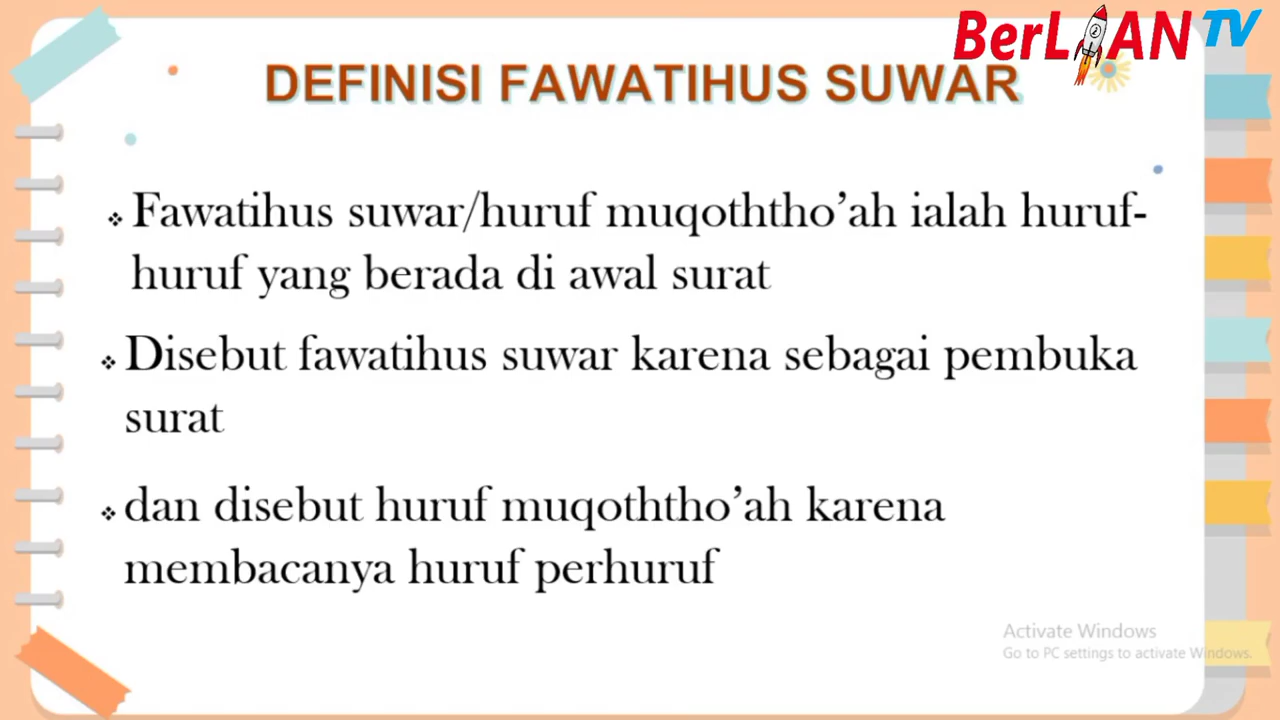 BerLIAN TV
DEFINISI FAWATIHUS SUWAR
❖ Fawatihus suwar/huruf muqoththo’ah ialah huruf-
huruf yang berada di awal surat
❖ Disebut fawatihus suwar karena sebagai pembuka
surat
❖ dan disebut huruf muqoththo’ah karena
membacanya huruf perhuruf
Activate Windows
Go to PC settings to activate Windows.